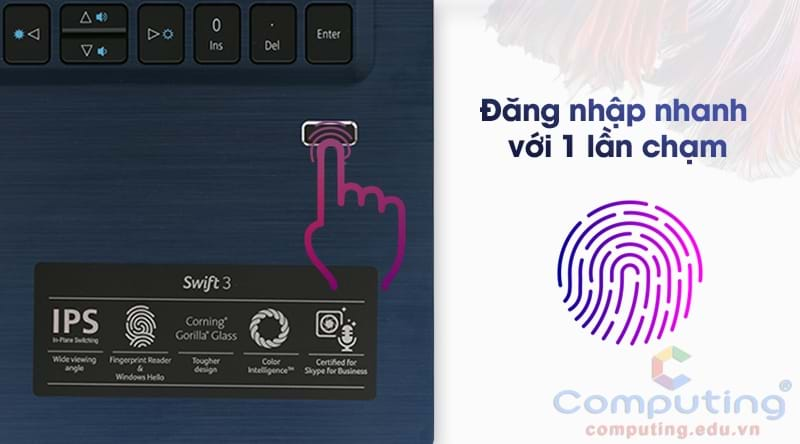 0
Ins
.
Del
Enter
Đăng nhập nhanh
với 1 lần chạm
Swift 3
IPS
In-Plane Switching
Wide viewing
angle
Fingerprint Reader
&
Windows Hello
Corning®
Gorilla® Glass
Tougher
design
Color
Intelligence™
Certified for
Skype for Business
Computing®
computing.edu.vn